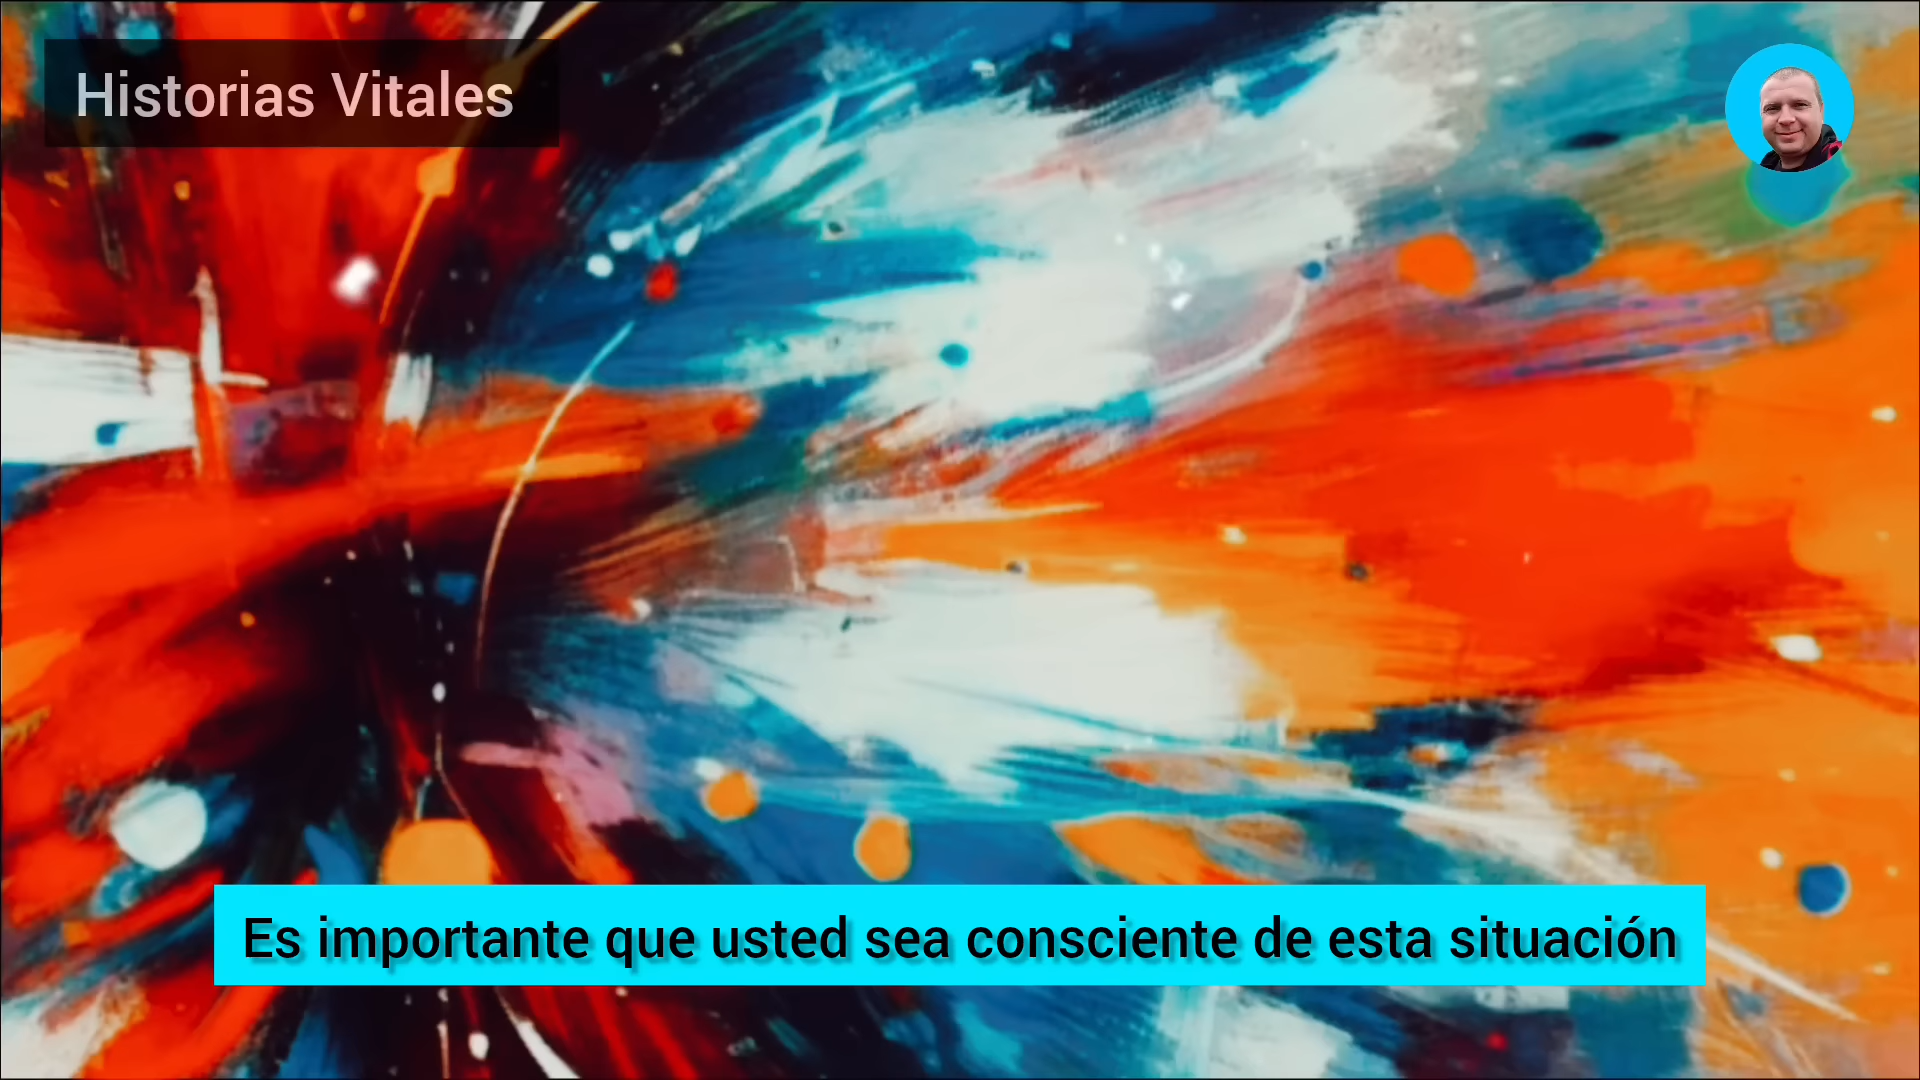 Historias Vitales
Es importante que usted sea consciente de esta situación